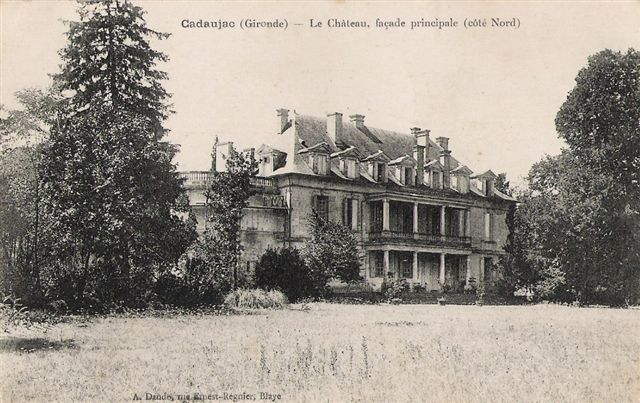 Cadaujac (Gironde) — Le Château, façade principale (côté Nord)
A. Dando, rue Ernest-Régnier, Blaye